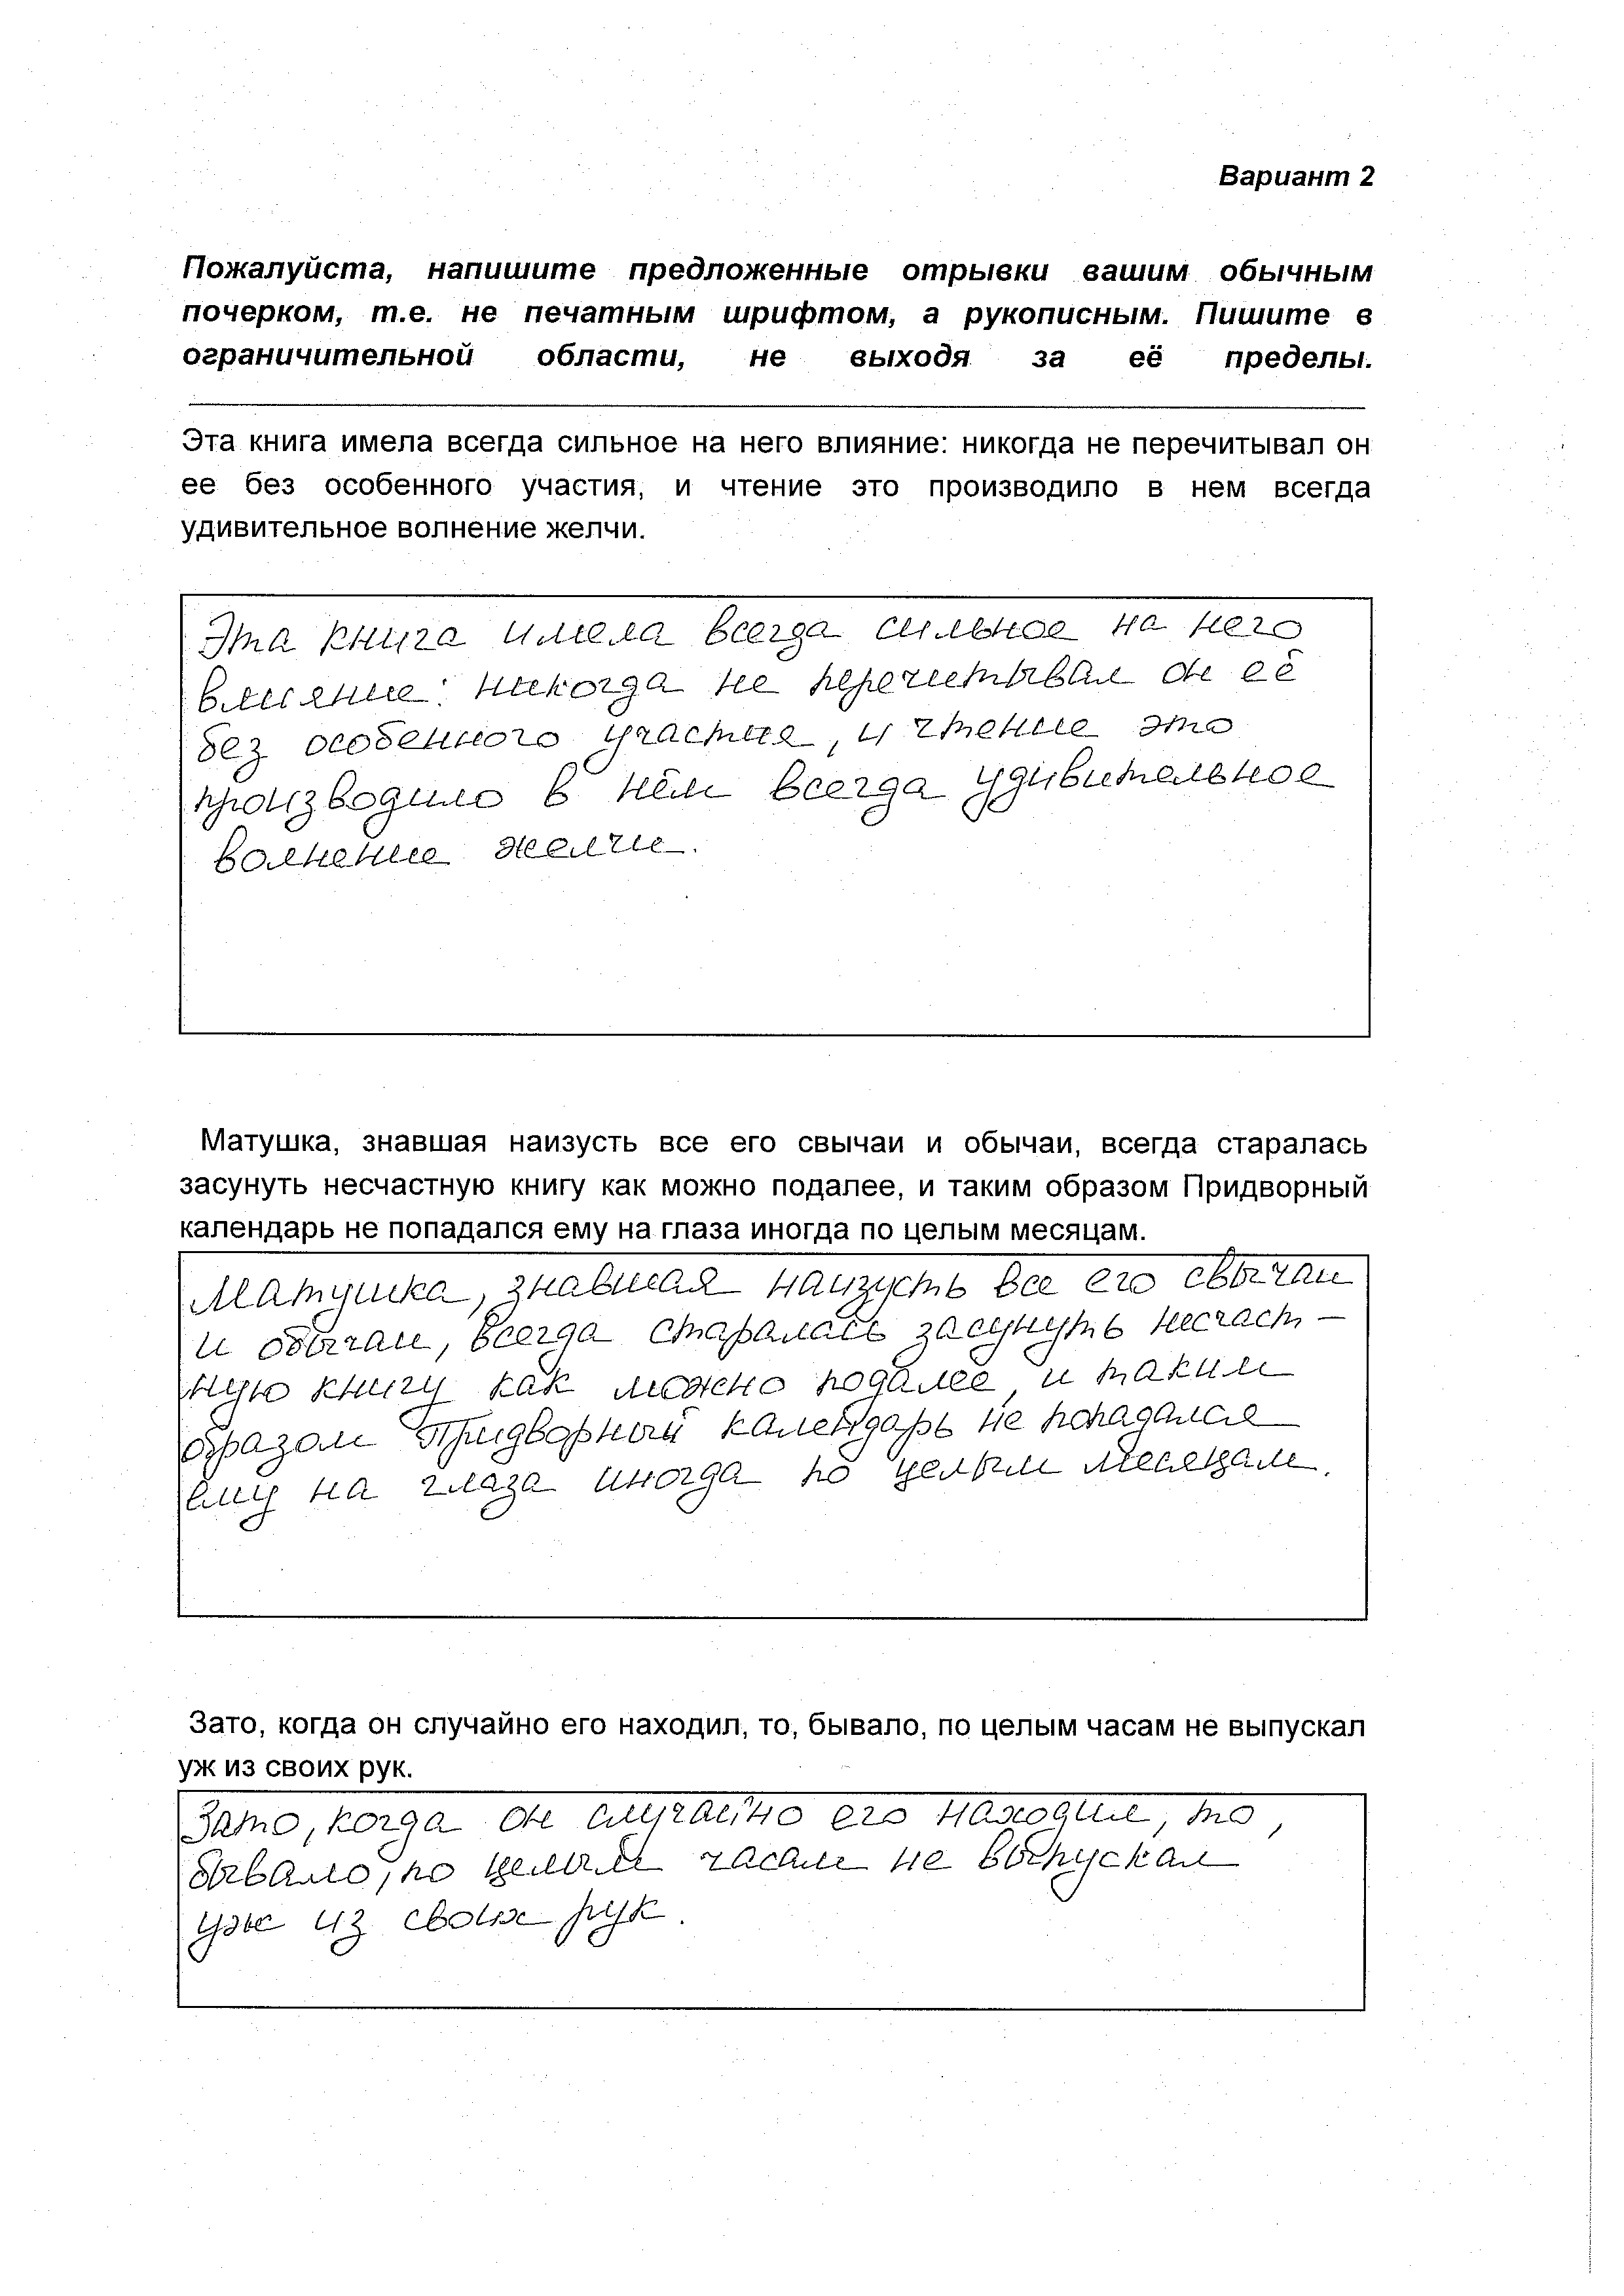 Вариант 2
Пожалуйста, напишите предложенные отрывки вашим обычным
почерком, т.е. не печатным шрифтом, а рукописным. Пишите в
ограничительной области, не выходя за её пределы.
Эта книга имела всегда сильное на него влияние: никогда не перечитывал он
ее без особенного участия, и чтение это производило в нем всегда
удивительное волнение желчи.
Эта книга имела всегда сильное на него
влияние: никогда не перечитывал он её
без особенного участия, и чтение это
производило в нём всегда удивительное
волнение желчи.
Матушка, знавшая наизусть все его свычаи и обычаи, всегда старалась
засунуть несчастную книгу как можно подалее, и таким образом Придворный
календарь не попадался ему на глаза иногда по целым месяцам.
Матушка, знавшая наизусть все его свычаи
и обычаи, всегда старалась засунуть несчаст-
ную книгу как можно подалее, и таким
образом Придворный календарь не попадался
ему на глаза иногда по целым месяцам.
Зато, когда он случайно его находил, то, бывало, по целым часам не выпускал
уж из своих рук.
Зато, когда он случайно его находил, то,
бывало, по целым часам не выпускал
уж из своих рук.